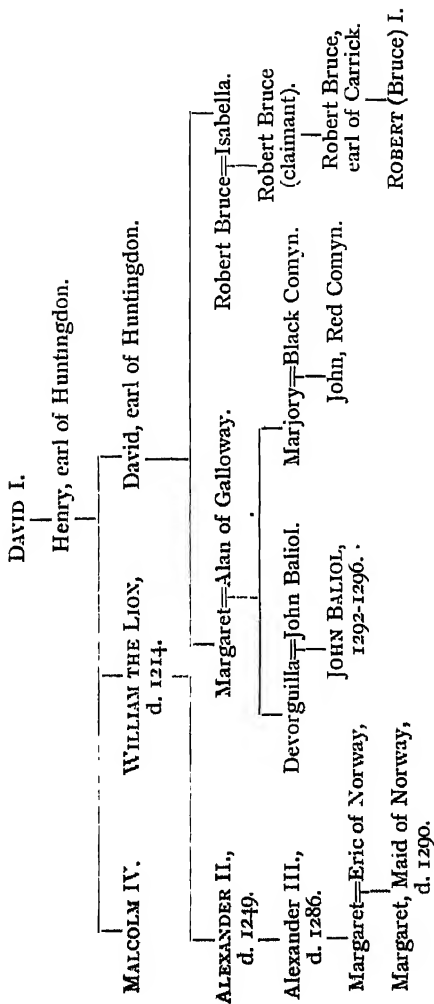 DAVID I.
Henry, earl of Huntingdon.
MALCOLM IV.
WILLIAM THE LION,
d. 1214.
David, earl of Huntingdon.
ALEXANDER II.,
d. 1249.
Margaret=Alan of Galloway.
Robert Bruce=Isabella.
Alexander III.,
d. 1286.
Devorguilla=John Baliol.
Marjory=Black Comyn.
Robert Bruce
(claimant).
Margaret=Eric of Norway,
JOHN BALIOL,
1292-1296.
John, Red Comyn.
Robert Bruce,
earl of Carrick.
Margaret, Maid of Norway,
d. 1290.
ROBERT (Bruce) I.